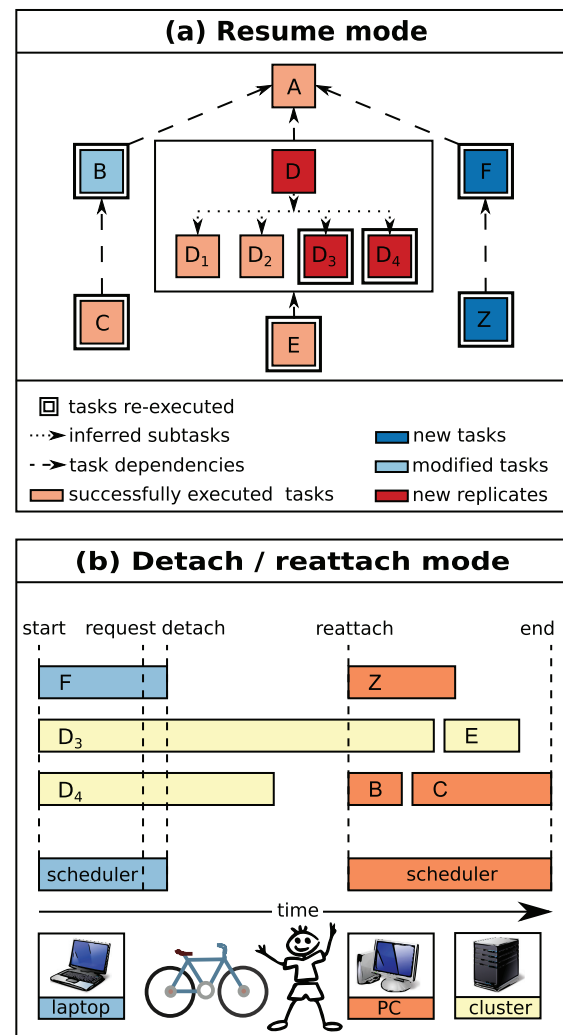 (a) Resume mode
A
B
D
F
D₁ D₂ D₃ D₄
C
E
Z
tasks re-executed
inferred subtasks
new tasks
task dependencies
modified tasks
successfully executed tasks
new replicates
(b) Detach / reattach mode
start request detach reattach end
F Z
D₃ E
D₄ B C
scheduler scheduler
time
laptop PC cluster